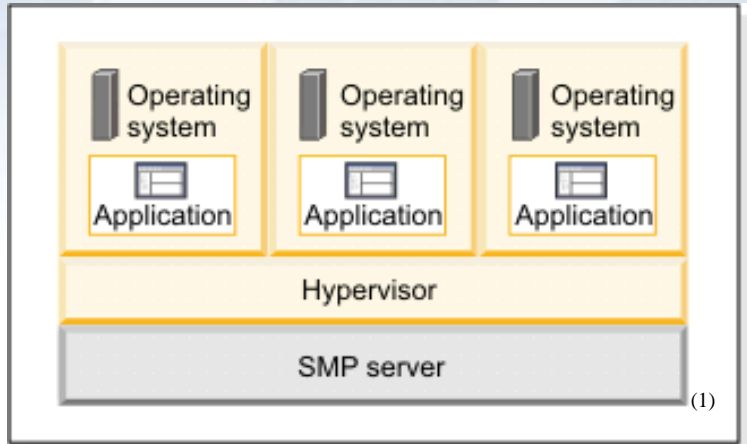 Operating
system
Application
Operating
system
Application
Operating
system
Application
Hypervisor
SMP server
(1)